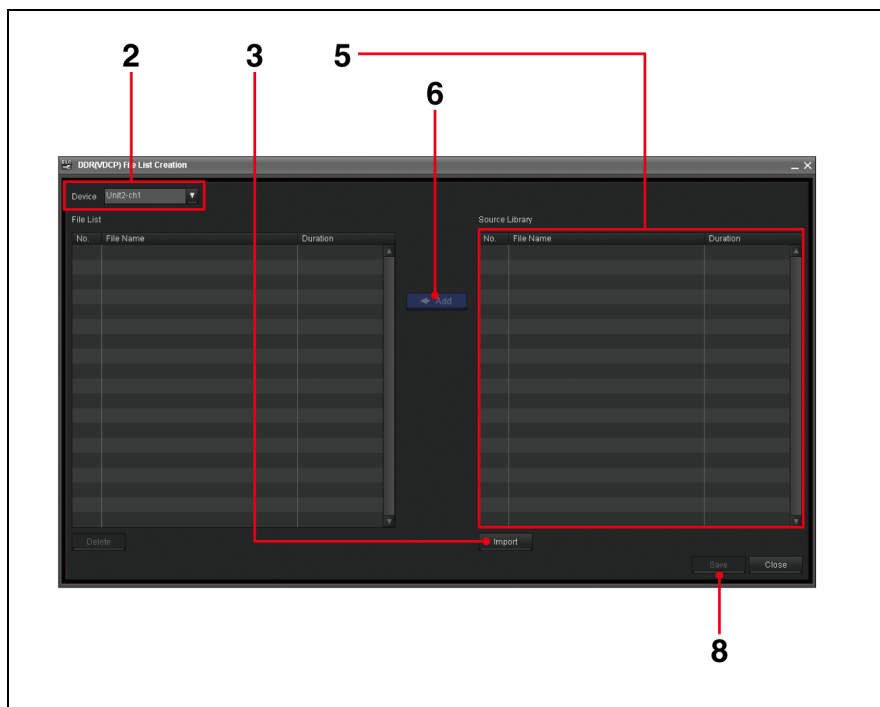 2 3 5
6
DDR(VDCP) File List Creation
Device Unit2-ch1
File List Source Library
No. File Name Duration No. File Name Duration
Add
Delete Import
Save Close
8